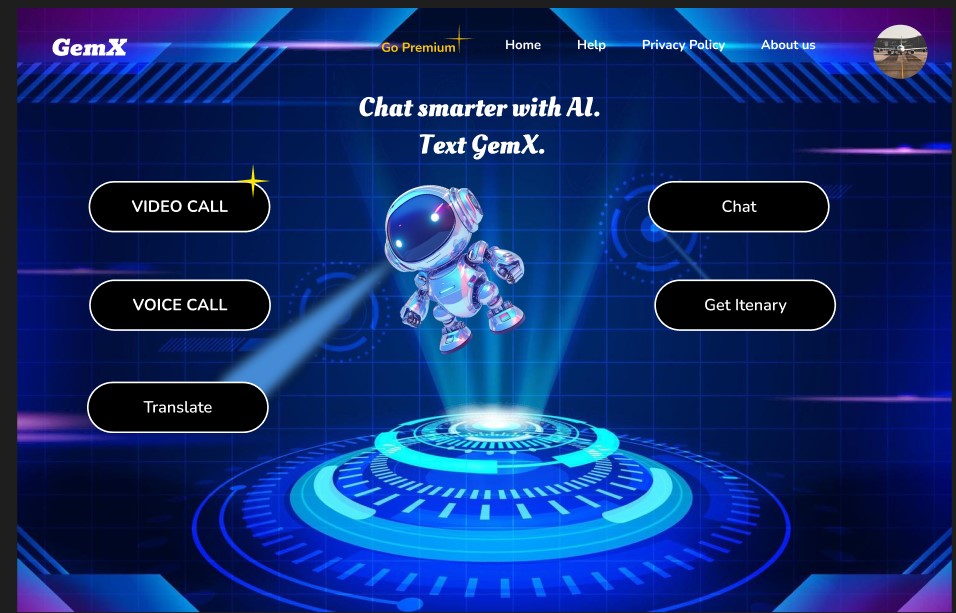 GemX
Go Premium
Home
Help
Privacy Policy
About us
Chat smarter with AI.
Text GemX.
VIDEO CALL
Chat
VOICE CALL
Get Itenary
Translate